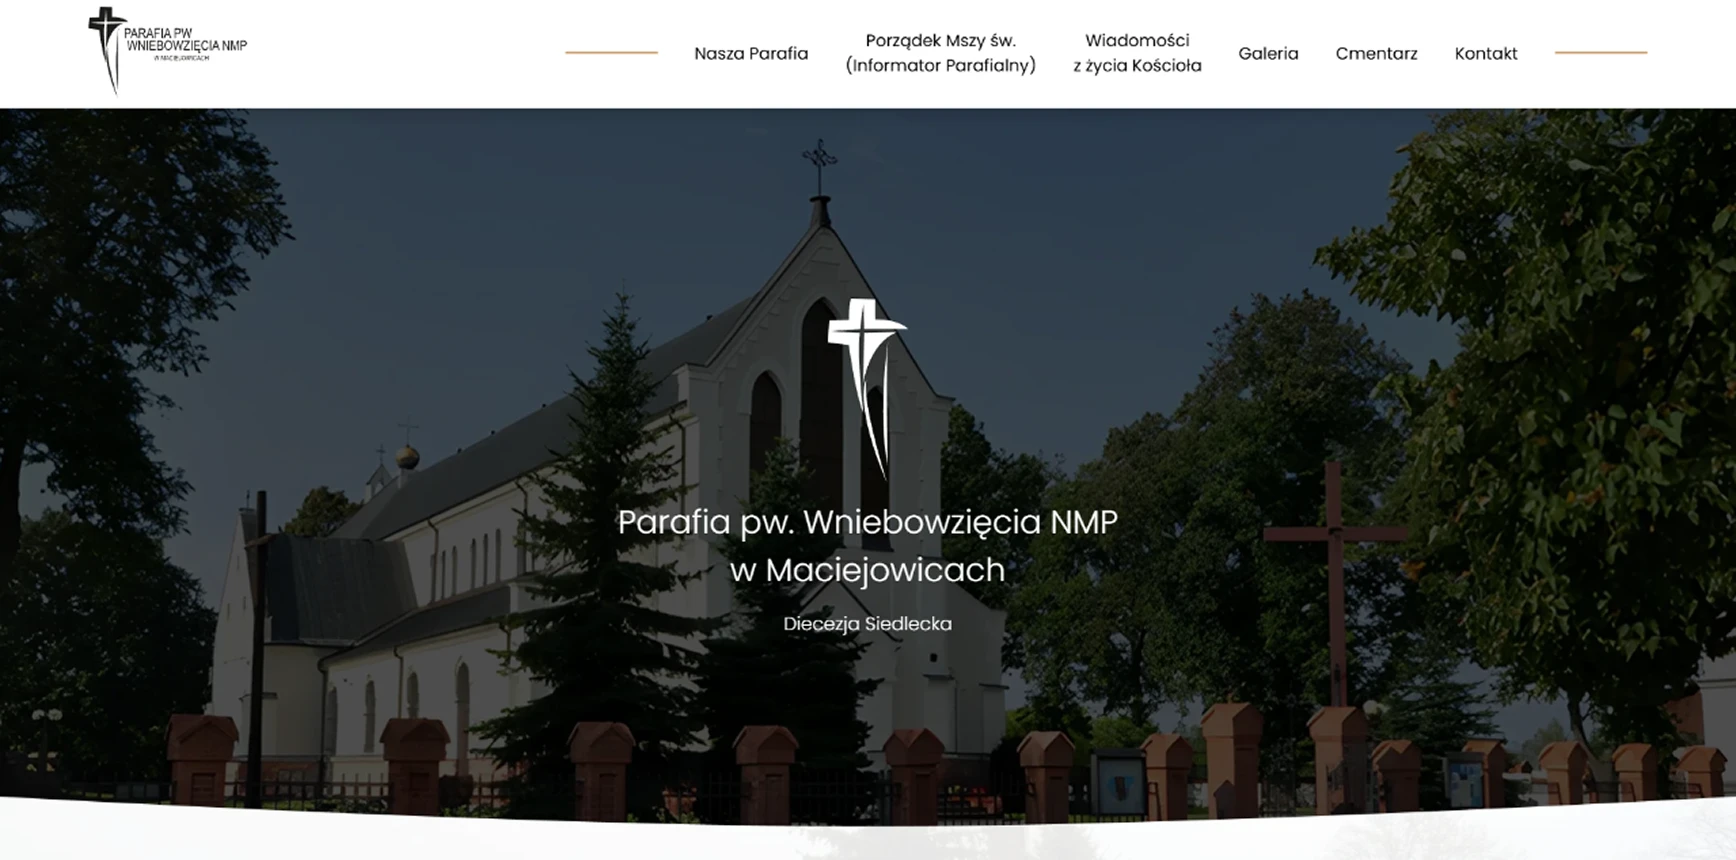 PARAFIA PW
WNIEBOWZIĘCIA NMP
W MACIEJOWICACH
Nasza Parafia
Porządek Mszy św.
(Informator Parafialny)
Wiadomości
z życia Kościoła
Galeria
Cmentarz
Kontakt
Parafia pw. Wniebowzięcia NMP
w Maciejowicach
Diecezja Siedlecka